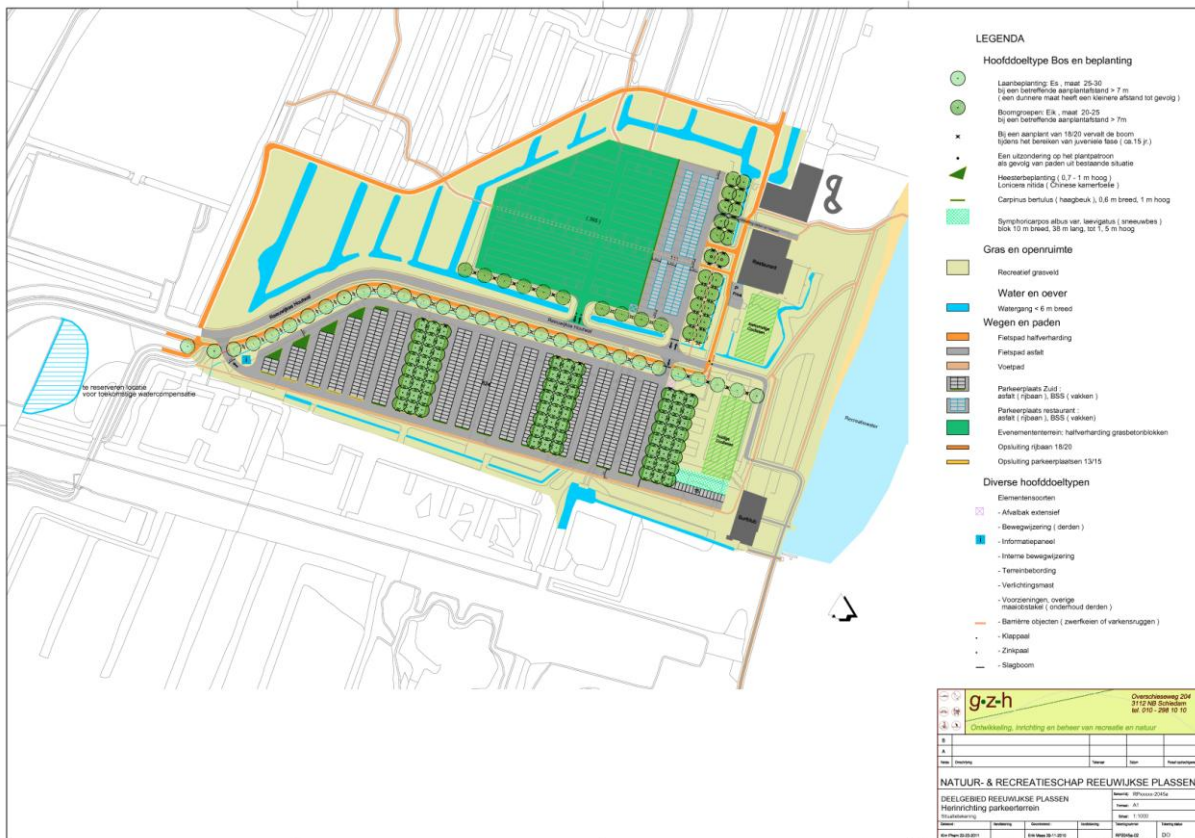 LEGENDA
Hoofddoeltype Bos en beplanting
Laanbeplanting: Es , maat 25-30
bij een betreffende aanplantafstand > 7 m
( een dunnere maat heeft een kleinere afstand tot gevolg )
Boomgroepen: Eik , maat 20-25
bij een betreffende aanplantafstand > 7m
Bij een aanplant van 18/20 vervalt de boom
tijdens het bereiken van juveniele fase ( ca.15 jr.)
Een uitzondering op het plantpatroon
als gevolg van paden uit bestaande situatie
Heesterbeplanting ( 0,7 - 1 m hoog )
Lonicera nitida ( Chinese kamerfoelie )
Carpinus bertulus ( haagbeuk ), 0,6 m breed, 1 m hoog
Symphoricarpos albus var, laevigatus ( sneeuwbes )
blok 10 m breed, 38 m lang, tot 1, 5 m hoog
Gras en openruimte
Recreatief grasveld
Water en oever
Watergang < 6 m breed
Wegen en paden
Fietspad halfverharding
Fietspad asfalt
Voetpad
Parkeerplaats Zuid :
asfalt ( rijbaan ), BSS ( vakken )
Parkeerplaats restaurant :
asfalt ( rijbaan ), BSS ( vakken)
Evenemententerrein: halfverharding grasbetonblokken
Opsluiting rijbaan 18/20
Opsluiting parkeerplaatsen 13/15
Diverse hoofddoeltypen
Elementensoorten
- Afvalbak extensief
- Bewegwijzering ( derden )
- Informatiepaneel
- Interne bewegwijzering
- Terreinbebording
- Verlichtingsmast
- Voorzieningen, overige
maaiobstakel ( onderhoud derden )
- Barrière objecten ( zwerfkeien of varkensruggen )
- Klappaal
- Zinkpaal
- Slagboom
Reeuwijkse Houtwal
Reeuwijkse Houtwal
Restaurant
Surfclub
Recreatieplas
te reserveren locatie
voor toekomstige watercompensatie
g•z•h
Overschieseweg 204
3112 NB Schiedam
tel. 010 - 298 10 10
Ontwikkeling, inrichting en beheer van recreatie en natuur
B
A
NATUUR- & RECREATIESCHAP REEUWIJKSE PLASSEN
DEELGEBIED REEUWIJKSE PLASSEN
Herinrichting parkeerterrein
Situatietekening
A1
1:1000
DO